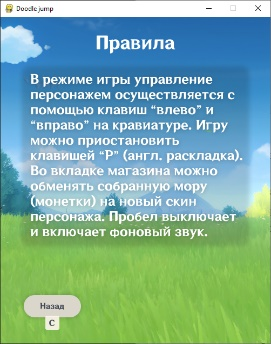 Doodle jump
Правила
В режиме игры управление
персонажем осуществляется с
помощью клавиш “влево” и
“вправо” на кравиатуре. Игру
можно приостановить
клавишей “P” (англ. раскладка).
Во вкладке магазина можно
обменять собранную мору
(монетки) на новый скин
персонажа. Пробел выключает
и включает фоновый звук.
Назад
C